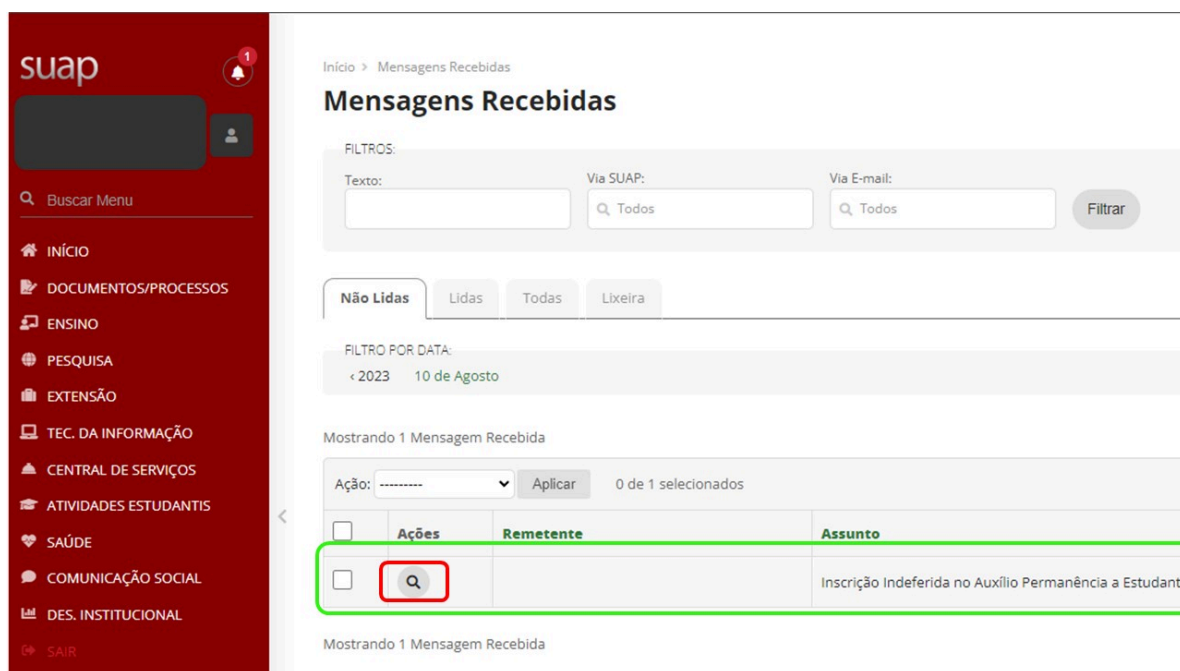 suap
1
Buscar Menu
INÍCIO
DOCUMENTOS/PROCESSOS
ENSINO
PESQUISA
EXTENSÃO
TEC. DA INFORMAÇÃO
CENTRAL DE SERVIÇOS
ATIVIDADES ESTUDANTIS
SAÚDE
COMUNICAÇÃO SOCIAL
DES. INSTITUCIONAL
SAIR
Início > Mensagens Recebidas
Mensagens Recebidas
FILTROS:
Texto: Via SUAP: Via E-mail:
Todos Todos Filtrar
Não Lidas Lidas Todas Lixeira
FILTRO POR DATA:
‹ 2023 10 de Agosto
Mostrando 1 Mensagem Recebida
Ação: --------- Aplicar 0 de 1 selecionados
Ações Remetente Assunto
Inscrição Indeferida no Auxílio Permanência a Estudant
Mostrando 1 Mensagem Recebida